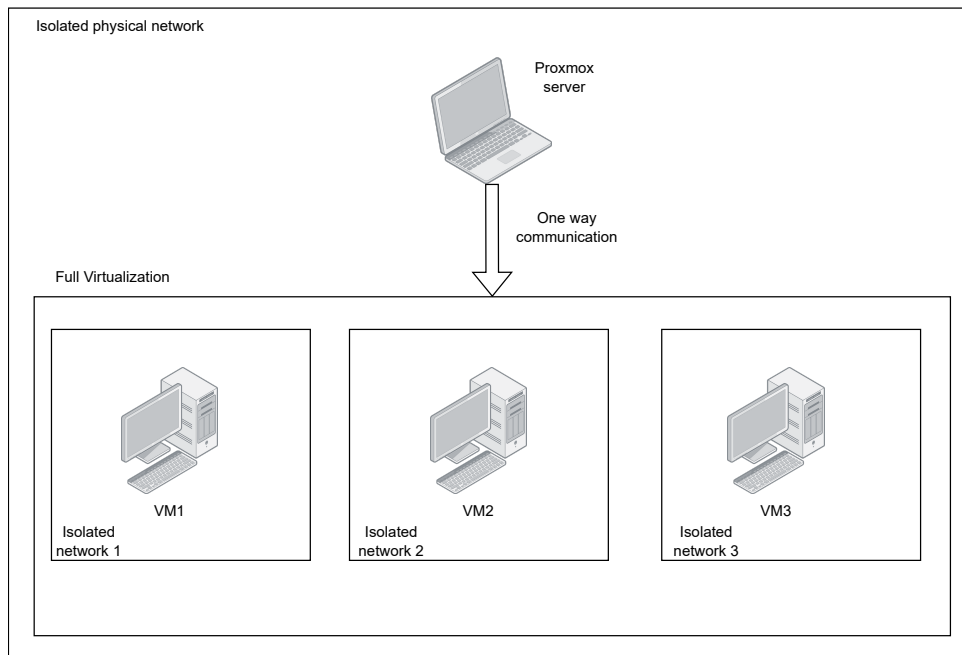 Isolated physical network
Proxmox
server
One way
communication
Full Virtualization
VM1
Isolated
network 1
VM2
Isolated
network 2
VM3
Isolated
network 3